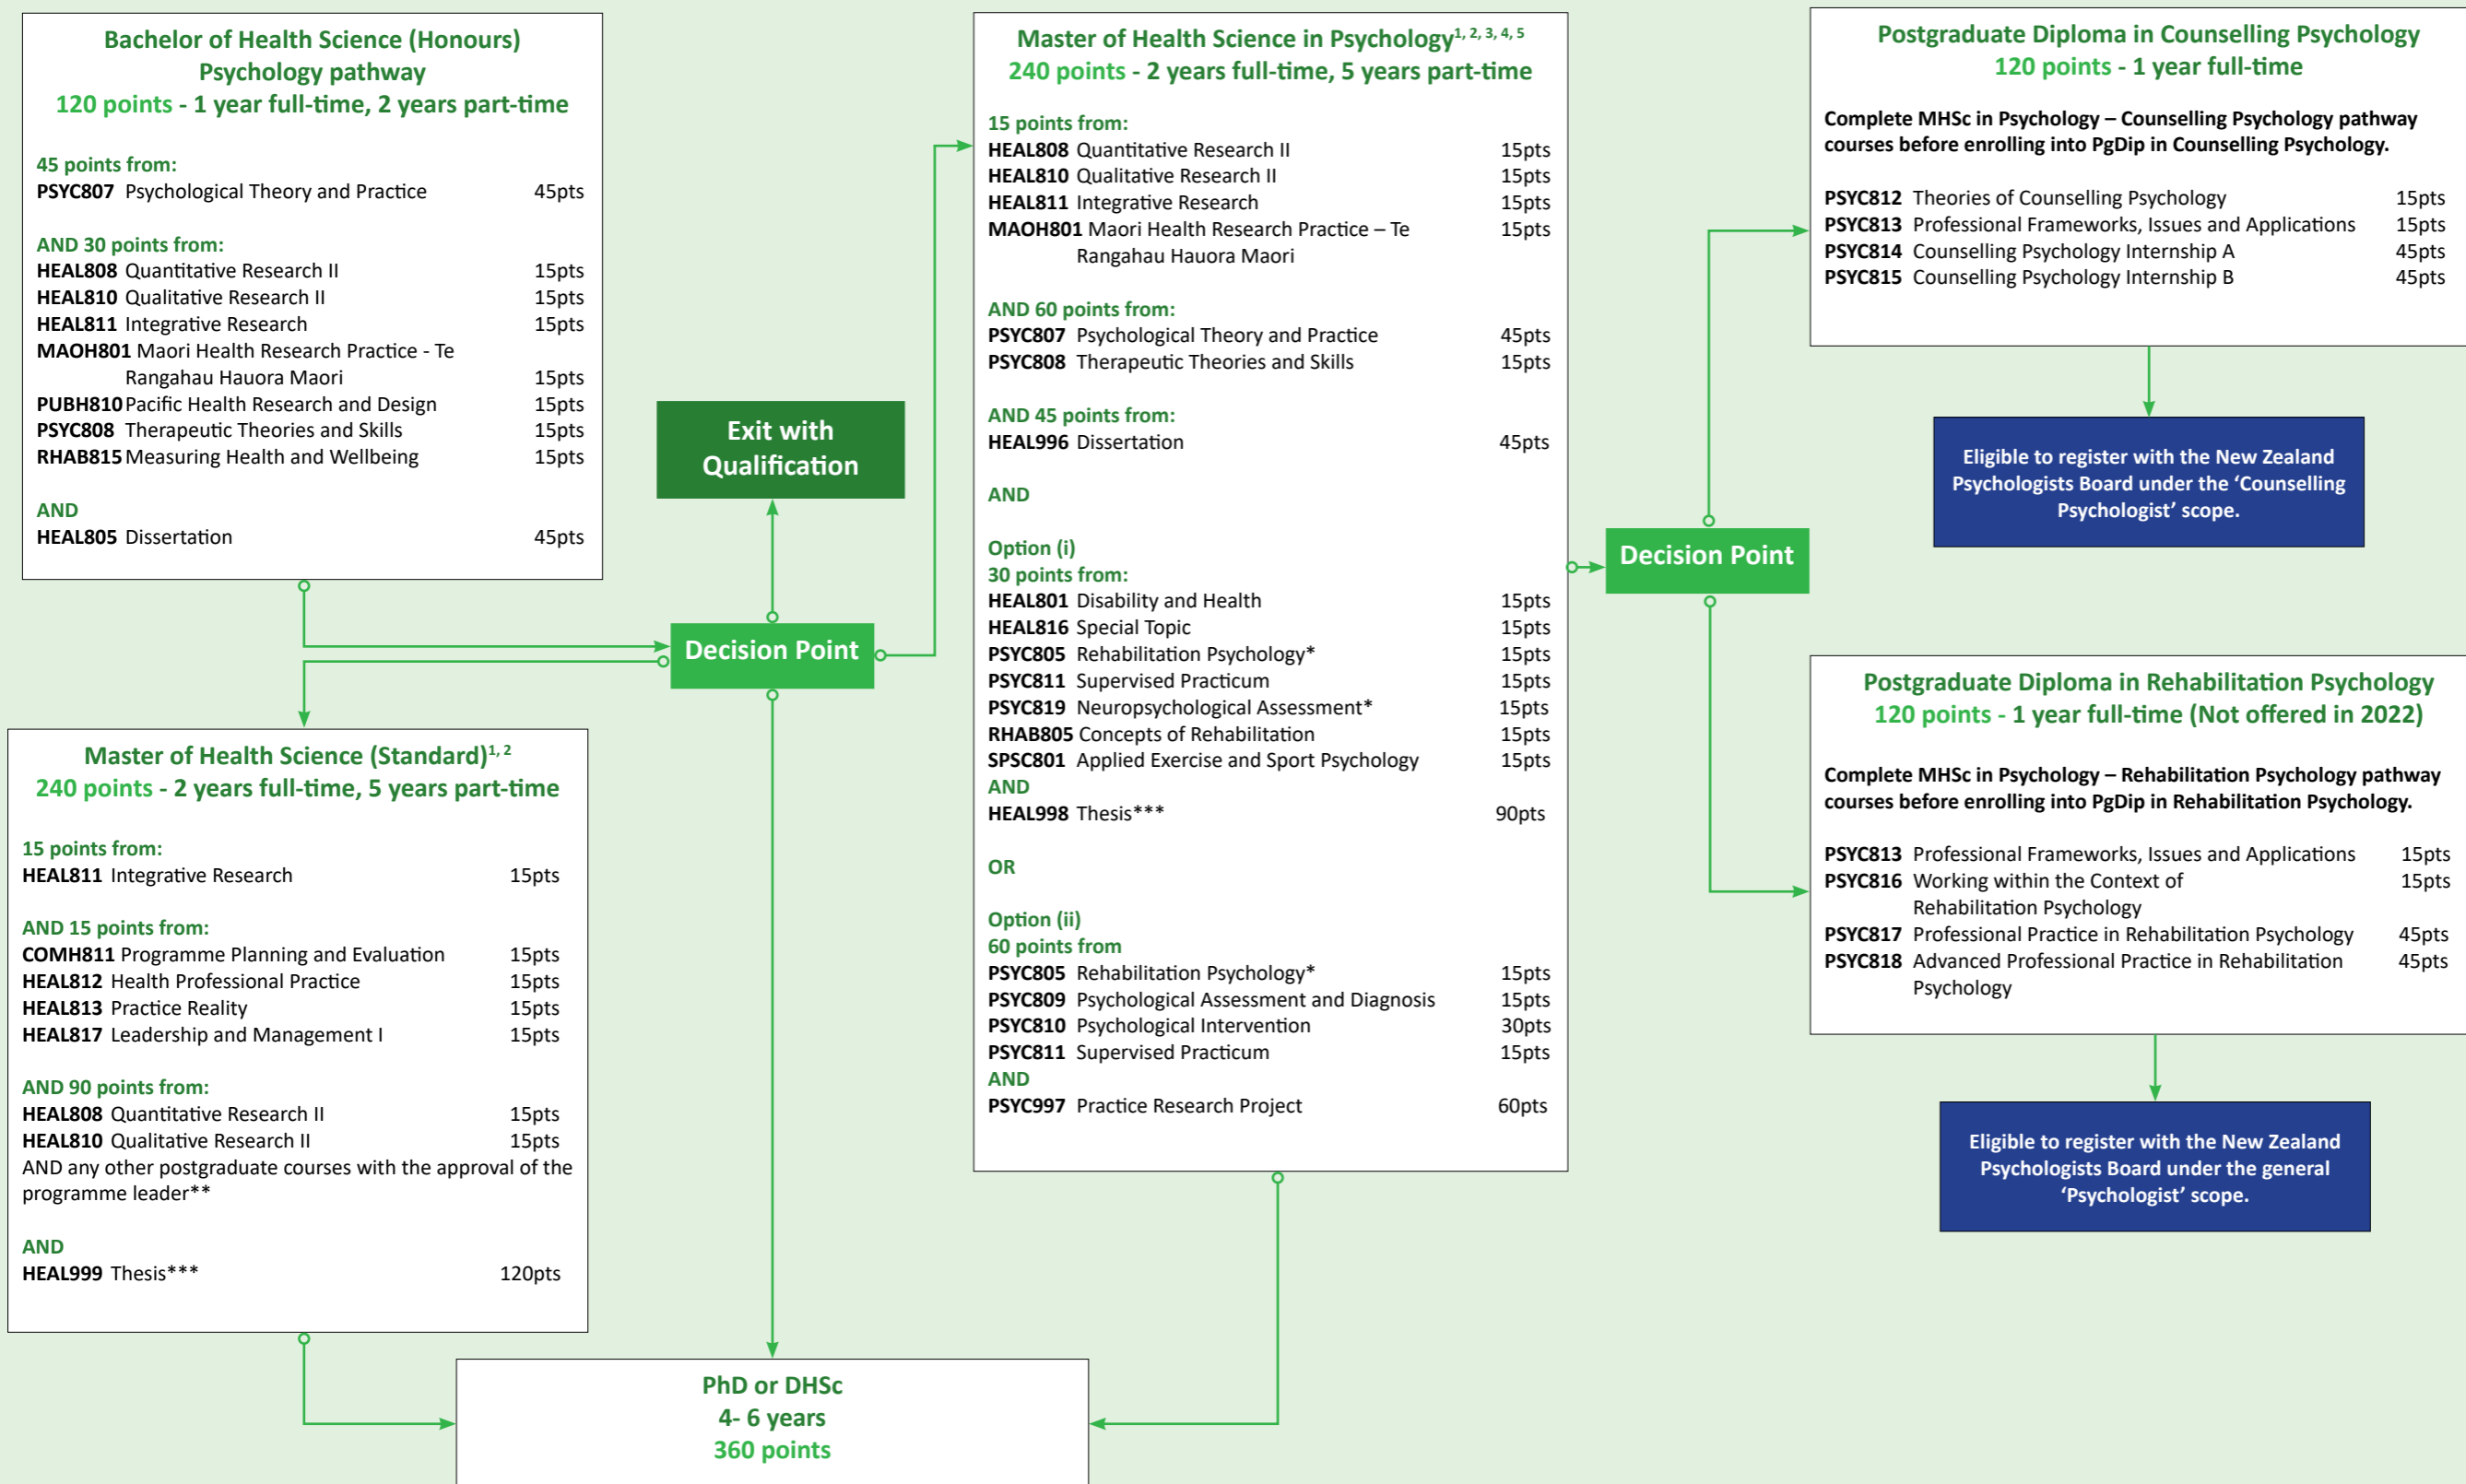 Bachelor of Health Science (Honours)
Psychology pathway
120 points - 1 year full-time, 2 years part-time
45 points from:
PSYC807 Psychological Theory and Practice 45pts
AND 30 points from:
HEAL808 Quantitative Research II 15pts
HEAL810 Qualitative Research II 15pts
HEAL811 Integrative Research 15pts
MAOH801 Maori Health Research Practice - Te
Rangahau Hauora Maori 15pts
PUBH810 Pacific Health Research and Design 15pts
PSYC808 Therapeutic Theories and Skills 15pts
RHAB815 Measuring Health and Wellbeing 15pts
AND
HEAL805 Dissertation 45pts
Exit with
Qualification
Decision Point
Master of Health Science (Standard)1, 2
240 points - 2 years full-time, 5 years part-time
15 points from:
HEAL811 Integrative Research 15pts
AND 15 points from:
COMH811 Programme Planning and Evaluation 15pts
HEAL812 Health Professional Practice 15pts
HEAL813 Practice Reality 15pts
HEAL817 Leadership and Management I 15pts
AND 90 points from:
HEAL808 Quantitative Research II 15pts
HEAL810 Qualitative Research II 15pts
AND any other postgraduate courses with the approval of the
programme leader**
AND
HEAL999 Thesis*** 120pts
Master of Health Science in Psychology1, 2, 3, 4, 5
240 points - 2 years full-time, 5 years part-time
15 points from:
HEAL808 Quantitative Research II 15pts
HEAL810 Qualitative Research II 15pts
HEAL811 Integrative Research 15pts
MAOH801 Maori Health Research Practice – Te 15pts
Rangahau Hauora Maori
AND 60 points from:
PSYC807 Psychological Theory and Practice 45pts
PSYC808 Therapeutic Theories and Skills 15pts
AND 45 points from:
HEAL996 Dissertation 45pts
AND
Option (i)
30 points from:
HEAL801 Disability and Health 15pts
HEAL816 Special Topic 15pts
PSYC805 Rehabilitation Psychology* 15pts
PSYC811 Supervised Practicum 15pts
PSYC819 Neuropsychological Assessment* 15pts
RHAB805 Concepts of Rehabilitation 15pts
SPSC801 Applied Exercise and Sport Psychology 15pts
AND
HEAL998 Thesis*** 90pts
OR
Option (ii)
60 points from
PSYC805 Rehabilitation Psychology* 15pts
PSYC809 Psychological Assessment and Diagnosis 15pts
PSYC810 Psychological Intervention 30pts
PSYC811 Supervised Practicum 15pts
AND
PSYC997 Practice Research Project 60pts
PhD or DHSc
4- 6 years
360 points
Decision Point
Postgraduate Diploma in Counselling Psychology
120 points - 1 year full-time
Complete MHSc in Psychology – Counselling Psychology pathway
courses before enrolling into PgDip in Counselling Psychology.
PSYC812 Theories of Counselling Psychology 15pts
PSYC813 Professional Frameworks, Issues and Applications 15pts
PSYC814 Counselling Psychology Internship A 45pts
PSYC815 Counselling Psychology Internship B 45pts
Eligible to register with the New Zealand
Psychologists Board under the ‘Counselling
Psychologist’ scope.
Postgraduate Diploma in Rehabilitation Psychology
120 points - 1 year full-time (Not offered in 2022)
Complete MHSc in Psychology – Rehabilitation Psychology pathway
courses before enrolling into PgDip in Rehabilitation Psychology.
PSYC813 Professional Frameworks, Issues and Applications 15pts
PSYC816 Working within the Context of 15pts
Rehabilitation Psychology
PSYC817 Professional Practice in Rehabilitation Psychology 45pts
PSYC818 Advanced Professional Practice in Rehabilitation 45pts
Psychology
Eligible to register with the New Zealand
Psychologists Board under the general
‘Psychologist’ scope.